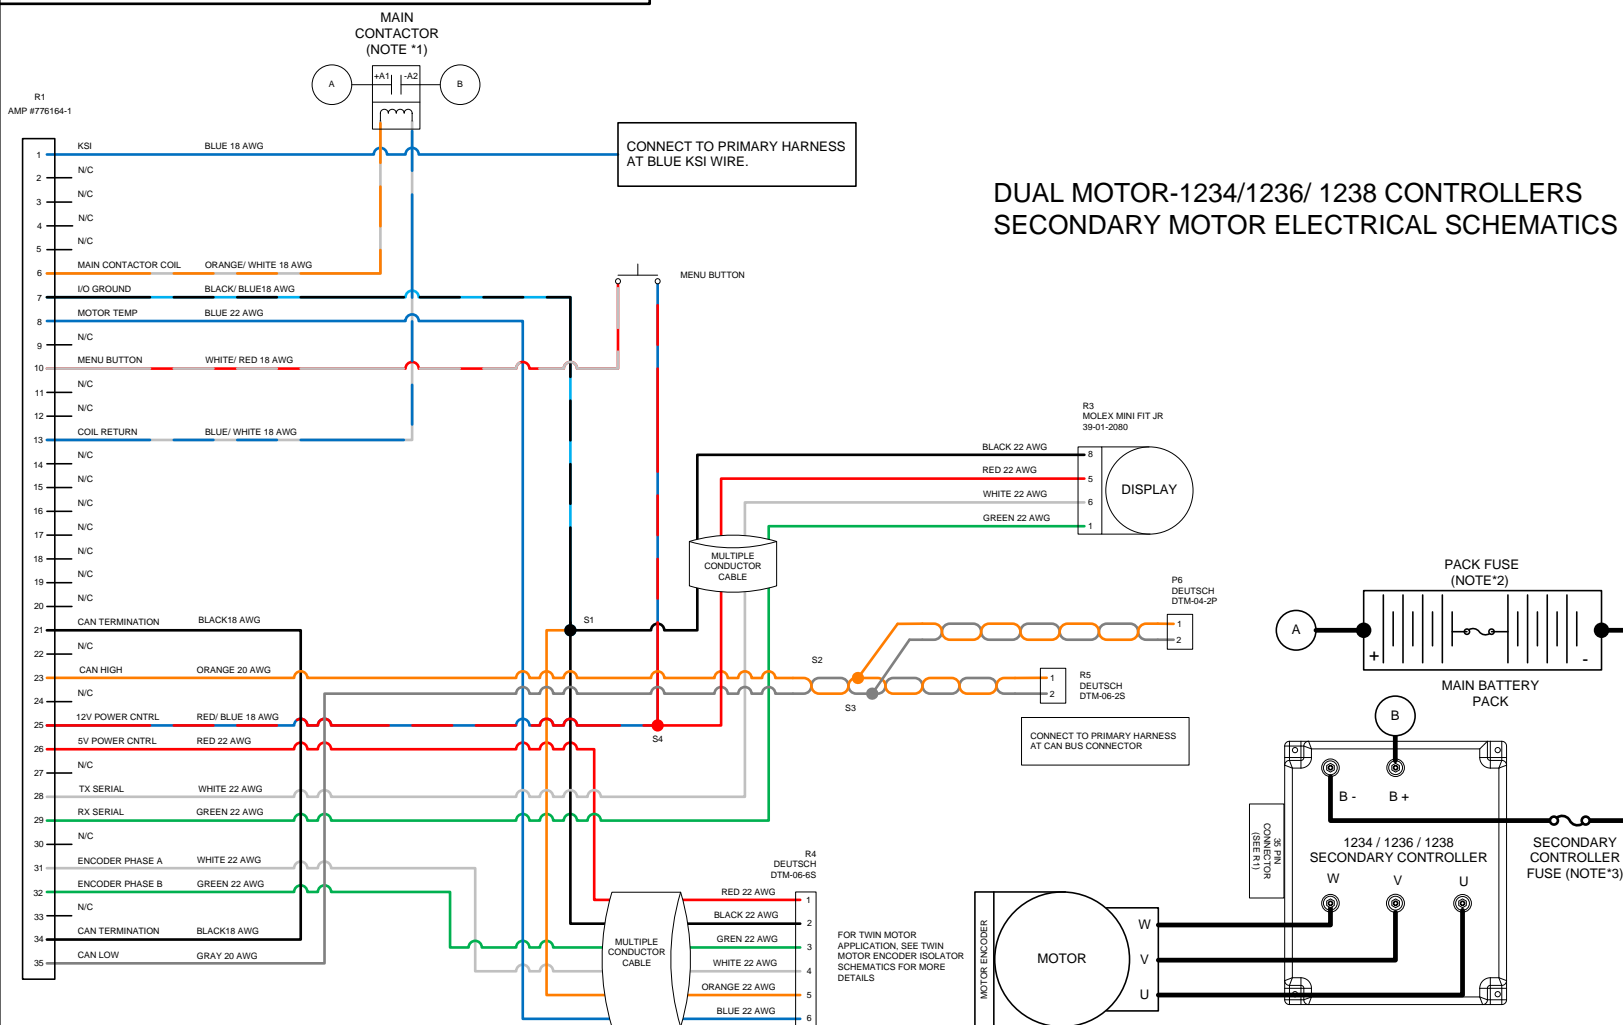 MAIN
CONTACTOR
(NOTE *1)
A
+A1
-A2
B
R1
AMP #776164-1
1 KSI BLUE 18 AWG
2 N/C
3 N/C
4 N/C
5 N/C
6 MAIN CONTACTOR COIL ORANGE/ WHITE 18 AWG
7 I/O GROUND BLACK/ BLUE18 AWG
8 MOTOR TEMP BLUE 22 AWG
9 N/C
10 MENU BUTTON WHITE/ RED 18 AWG
11 N/C
12 N/C
13 COIL RETURN BLUE/ WHITE 18 AWG
14 N/C
15 N/C
16 N/C
17 N/C
18 N/C
19 N/C
20 N/C
21 CAN TERMINATION BLACK18 AWG
22 N/C
23 CAN HIGH ORANGE 20 AWG
24 N/C
25 12V POWER CNTRL RED/ BLUE 18 AWG
26 5V POWER CNTRL RED 22 AWG
27 N/C
28 TX SERIAL WHITE 22 AWG
29 RX SERIAL GREEN 22 AWG
30 N/C
31 ENCODER PHASE A WHITE 22 AWG
32 ENCODER PHASE B GREEN 22 AWG
33 N/C
34 CAN TERMINATION BLACK18 AWG
35 CAN LOW GRAY 20 AWG
CONNECT TO PRIMARY HARNESS
AT BLUE KSI WIRE.
DUAL MOTOR-1234/1236/ 1238 CONTROLLERS
SECONDARY MOTOR ELECTRICAL SCHEMATICS
MENU BUTTON
R3
MOLEX MINI FIT JR
39-01-2080
BLACK 22 AWG 8
RED 22 AWG 5
WHITE 22 AWG 6
GREEN 22 AWG 1
DISPLAY
MULTIPLE
CONDUCTOR
CABLE
S1
S2
S3
S4
P6
DEUTSCH
DTM-04-2P
1
2
R5
DEUTSCH
DTM-06-2S
1
2
CONNECT TO PRIMARY HARNESS
AT CAN BUS CONNECTOR
PACK FUSE
(NOTE*2)
A
+
-
MAIN BATTERY
PACK
B
B -
B +
36 PIN
CONNECTOR
(SEE R1)
1234 / 1236 / 1238
SECONDARY CONTROLLER
W
V
U
SECONDARY
CONTROLLER
FUSE (NOTE*3)
R4
DEUTSCH
DTM-06-6S
RED 22 AWG 1
BLACK 22 AWG 2
GREN 22 AWG 3
WHITE 22 AWG 4
ORANGE 22 AWG 5
BLUE 22 AWG 6
MULTIPLE
CONDUCTOR
CABLE
FOR TWIN MOTOR
APPLICATION, SEE TWIN
MOTOR ENCODER ISOLATOR
SCHEMATICS FOR MORE
DETAILS
MOTOR ENCODER
MOTOR
W
V
U